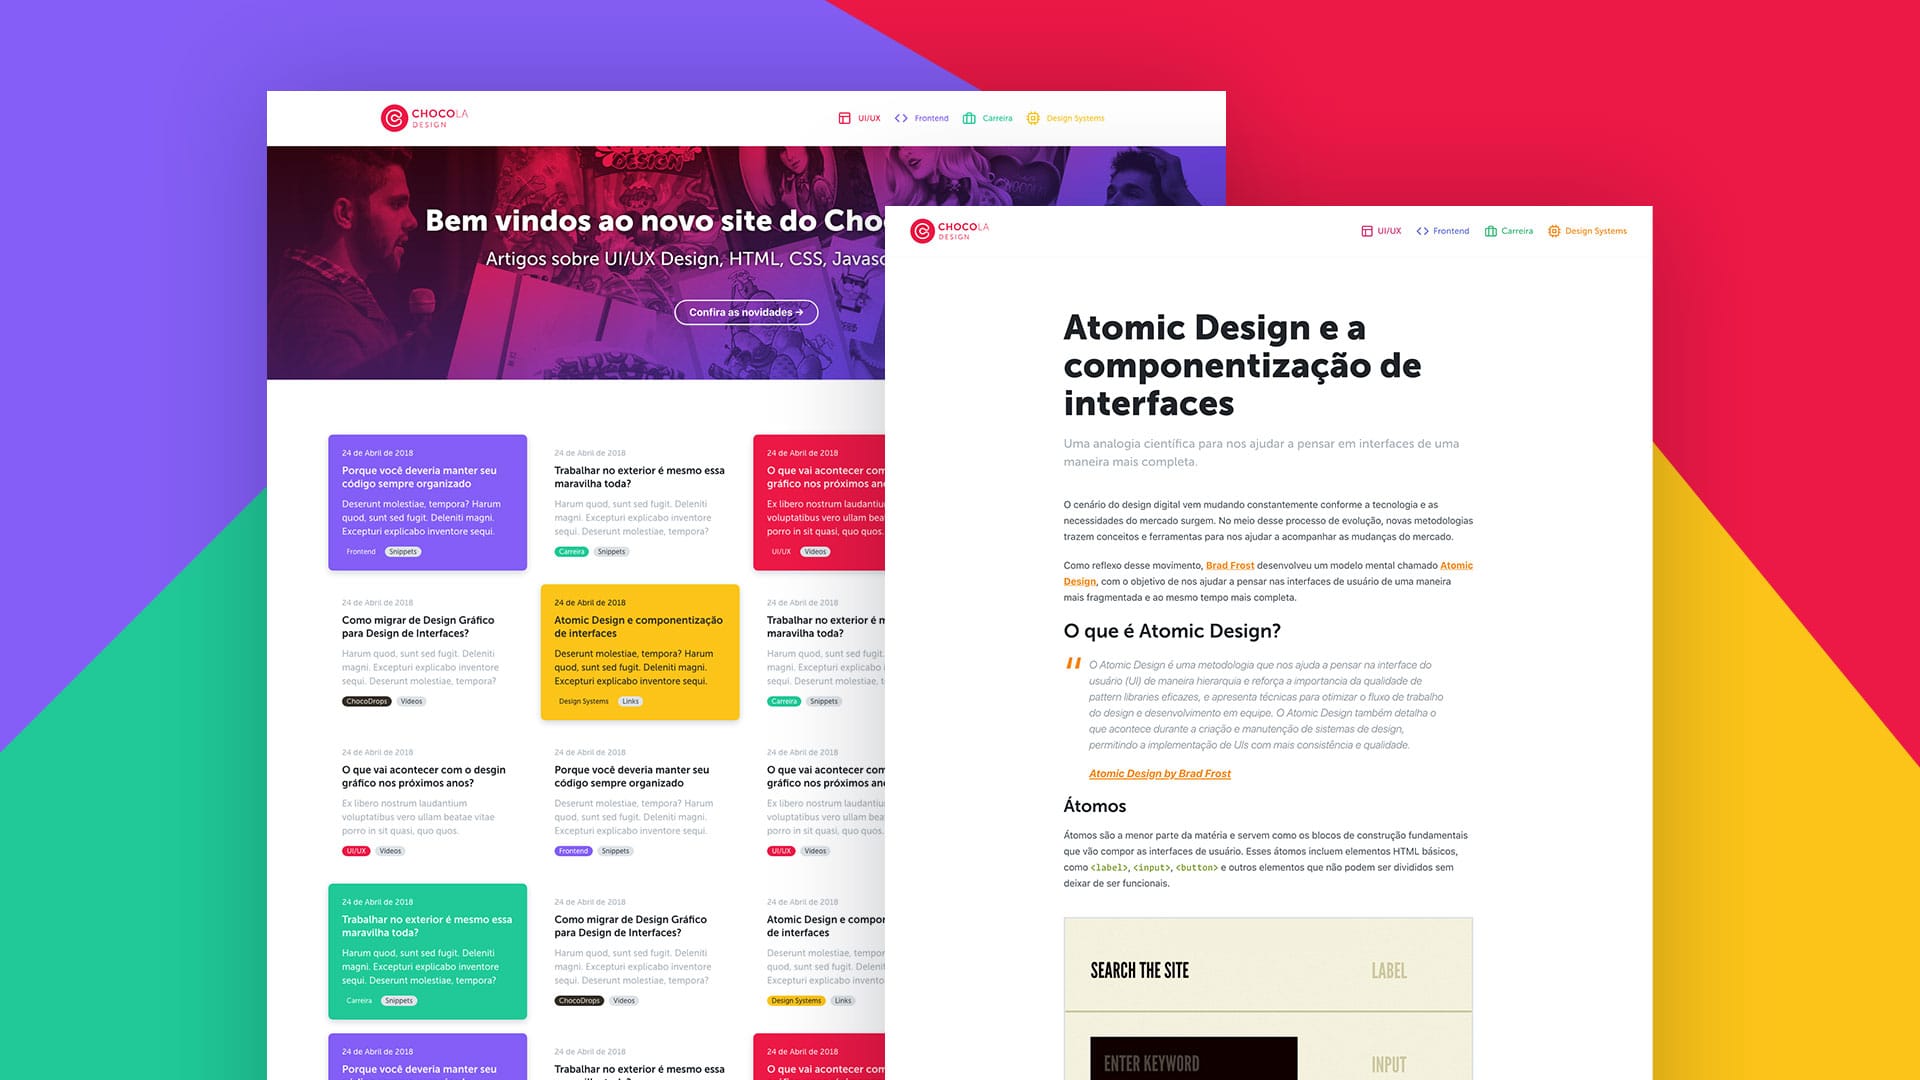 CHOCOLA
DESIGN
UI/UX
Frontend
Carreira
Design Systems
DESIGN
Bem vindos ao novo site do Choc
Artigos sobre UI/UX Design, HTML, CSS, Javasc
Confira as novidades →
24 de Abril de 2018
Porque você deveria manter seu
código sempre organizado
Deserunt molestiae, tempora? Harum
quod, sunt sed fugit. Deleniti magni.
Excepturi explicabo inventore sequi.
Frontend
Snippets
24 de Abril de 2018
Trabalhar no exterior é mesmo essa
maravilha toda?
Harum quod, sunt sed fugit. Deleniti
magni. Excepturi explicabo inventore
sequi. Deserunt molestiae, tempora?
Carreira
Snippets
24 de Abril de 2018
O que vai acontecer com
gráfico nos próximos anos
Ex libero nostrum laudantiu
voluptatibus vero ullam beat
porro in sit quasi, quo quos.
UI/UX
Videos
24 de Abril de 2018
Como migrar de Design Gráfico
para Design de Interfaces?
Harum quod, sunt sed fugit. Deleniti
magni. Excepturi explicabo inventore
sequi. Deserunt molestiae, tempora?
ChocoDrops
Videos
24 de Abril de 2018
Atomic Design e componentização
de interfaces
Deserunt molestiae, tempora? Harum
quod, sunt sed fugit. Deleniti magni.
Excepturi explicabo inventore sequi.
Design Systems
Links
24 de Abril de 2018
Trabalhar no exterior é m
maravilha toda?
Harum quod, sunt sed fugit.
magni. Excepturi explicabo i
sequi. Deserunt molestiae, t
Carreira
Snippets
24 de Abril de 2018
O que vai acontecer com o desgin
gráfico nos próximos anos?
Ex libero nostrum laudantium
voluptatibus vero ullam beatae vitae
porro in sit quasi, quo quos.
UI/UX
Videos
24 de Abril de 2018
Porque você deveria manter seu
código sempre organizado
Deserunt molestiae, tempora? Harum
quod, sunt sed fugit. Deleniti magni.
Excepturi explicabo inventore sequi.
Frontend
Snippets
24 de Abril de 2018
O que vai acontecer com
gráfico nos próximos an
Ex libero nostrum laudantiu
voluptatibus vero ullam beat
porro in sit quasi, quo quos.
UI/UX
Videos
24 de Abril de 2018
Trabalhar no exterior é mesmo essa
maravilha toda?
Harum quod, sunt sed fugit. Deleniti
magni. Excepturi explicabo inventore
sequi. Deserunt molestiae, tempora?
Carreira
Snippets
24 de Abril de 2018
Como migrar de Design Gráfico
para Design de Interfaces?
Harum quod, sunt sed fugit. Deleniti
magni. Excepturi explicabo inventore
sequi. Deserunt molestiae, tempora?
ChocoDrops
Videos
24 de Abril de 2018
Atomic Design e compor
de interfaces
Deserunt molestiae, tempor
quod, sunt sed fugit. Delenit
Excepturi explicabo invento
Design Systems
Links
24 de Abril de 2018
Porque você deveria manter seu
24 de Abril de 2018
Trabalhar no exterior é mesmo essa
24 de Abril de 2018
O que vai acontecer com
CHOCOLA
DESIGN
UI/UX
Frontend
Carreira
Design Systems
Atomic Design e a
componentização de
interfaces
Uma analogia científica para nos ajudar a pensar em interfaces de uma
maneira mais completa.
O cenário do design digital vem mudando constantemente conforme a tecnologia e as
necessidades do mercado surgem. No meio desse processo de evolução, novas metodologias
trazem conceitos e ferramentas para nos ajudar a acompanhar as mudanças do mercado.
Como reflexo desse movimento, Brad Frost desenvolveu um modelo mental chamado Atomic
Design, com o objetivo de nos ajudar a pensar nas interfaces de usuário de uma maneira
mais fragmentada e ao mesmo tempo mais completa.
O que é Atomic Design?
" O Atomic Design é uma metodologia que nos ajuda a pensar na interface do
usuário (UI) de maneira hierarquia e reforça a importancia da qualidade de
pattern libraries eficazes, e apresenta técnicas para otimizar o fluxo de trabalho
do design e desenvolvimento em equipe. O Atomic Design também detalha o
que acontece durante a criação e manutenção de sistemas de design,
permitindo a implementação de UIs com mais consistência e qualidade.
Atomic Design by Brad Frost
Átomos
Átomos são a menor parte da matéria e servem como os blocos de construção fundamentais
que vão compor as interfaces de usuário. Esses átomos incluem elementos HTML básicos,
como <label>, <input>, <button> e outros elementos que não podem ser divididos sem
deixar de ser funcionais.
SEARCH THE SITE
LABEL
ENTER KEYWORD
INPUT